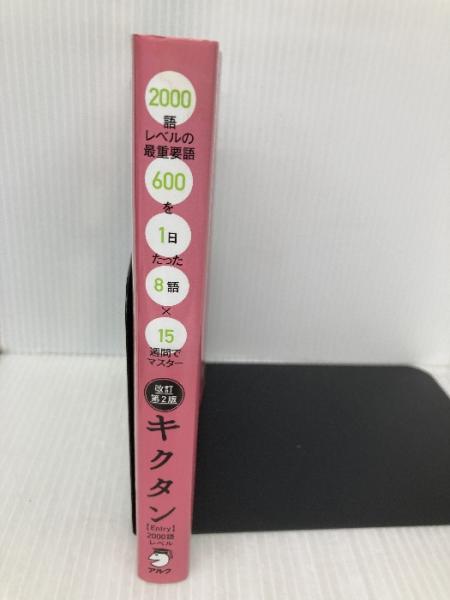 2000
語
レベルの
最重要語
600
を
1日
たった
8語
×
15
週間で
マスター
改訂
第2版
キクタン
【Entry】
2000語
レベル
アルク